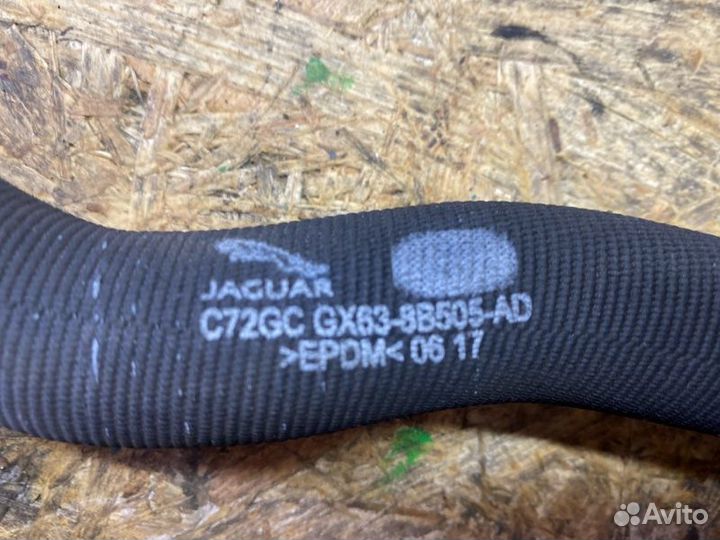 JAGUAR
C72GC GX63-8B505-AD
>EPDM< 06 17
Avito